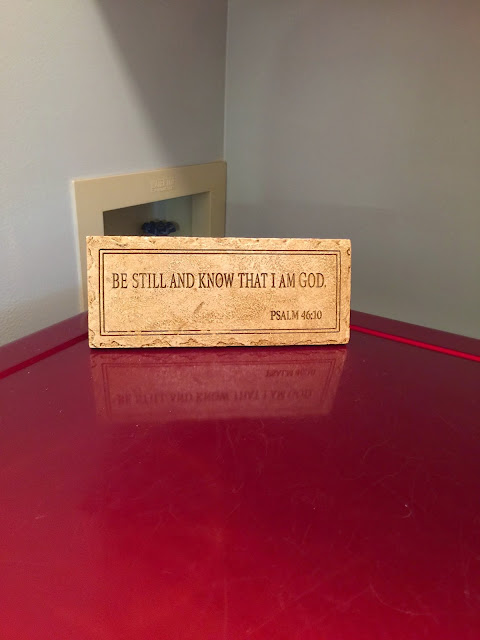 BE STILL AND KNOW THAT I AM GOD.
PSALM 46:10